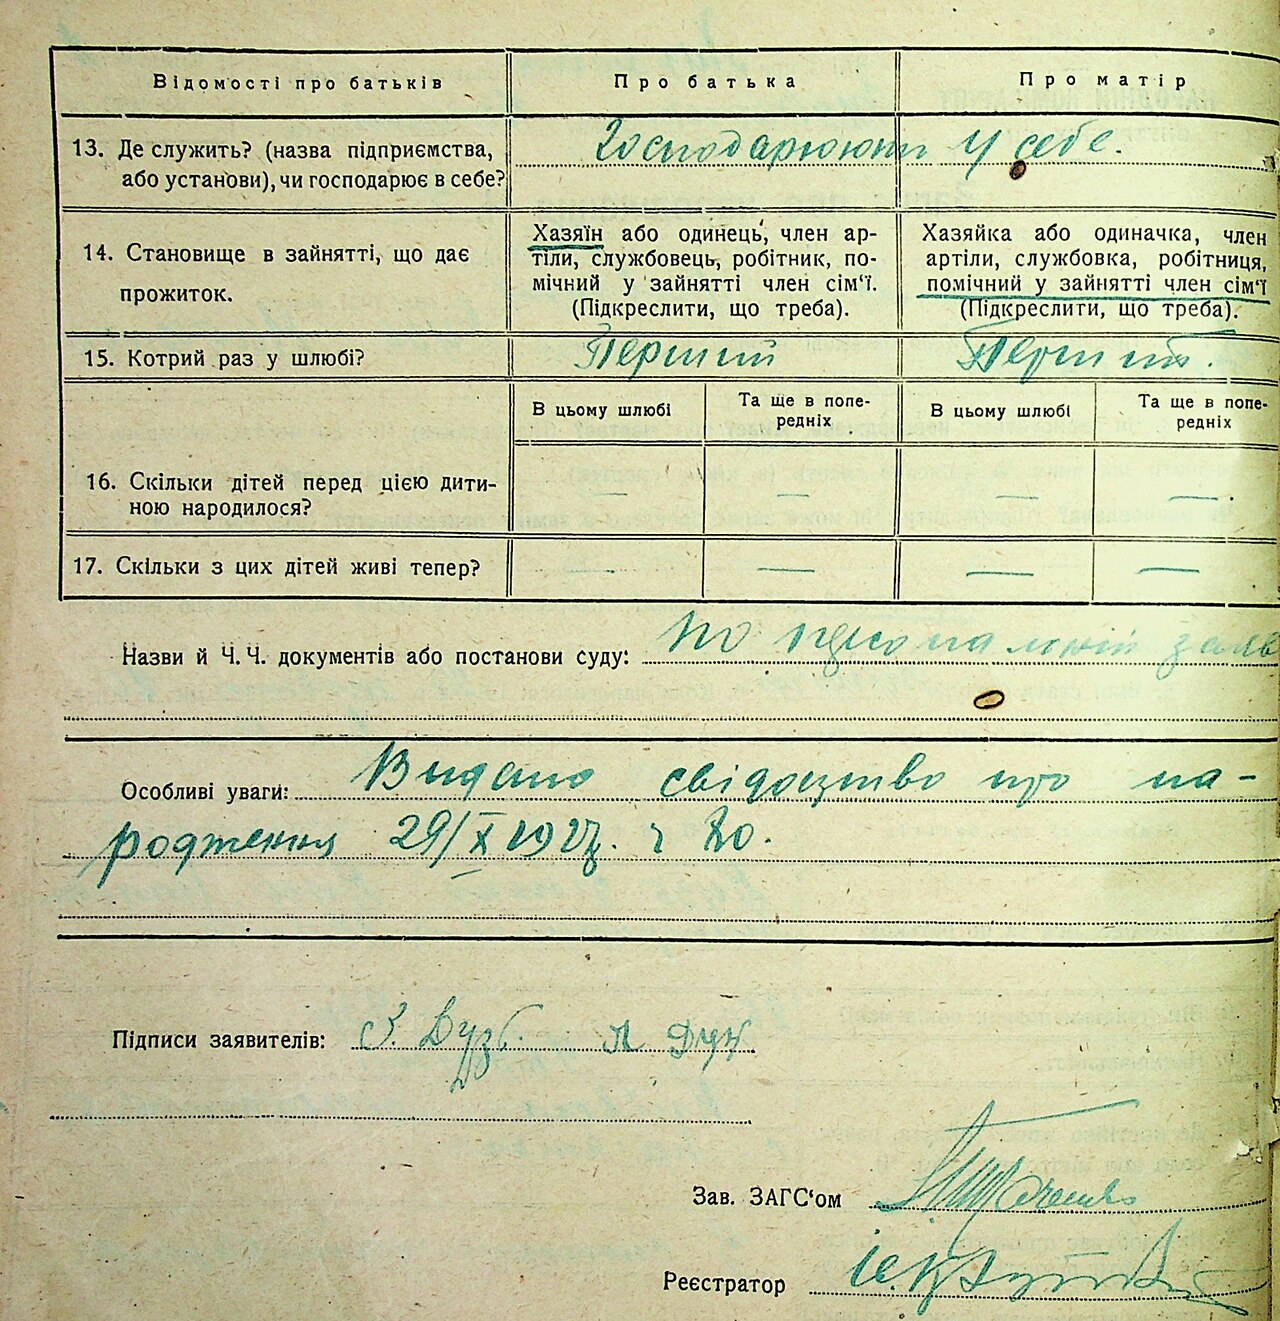 Відомості про батьків Про батька Про матір
13. Де служить? (назва підприємства, або установи), чи господарює в себе? Господарюють у себе.
14. Становище в зайнятті, що дає прожиток.
Хазяїн або одинець, член ар-
тіли, службовець, робітник, по-
мічний у зайнятті член сім'ї.
(Підкреслити, що треба).
Хазяйка або одиначка, член
артіли, службовка, робітниця,
помічний у зайнятті член сім'ї
(Підкреслити, що треба).
15. Котрий раз у шлюбі? Перший Перший.
В цьому шлюбі Та ще в попе-редніх В цьому шлюбі Та ще в попе-редніх
16. Скільки дітей перед цією дити-
ною народилося? — — — —
17. Скільки з цих дітей живі тепер? — — — —
Назви й Ч. Ч. документів або постанови суду: по персональній заяв
Особливі уваги: Видано свідоцтво про на-
родження 29/X 1927. ч 20.
Підписи заявителів:
Зав. ЗАГС'ом
Реєстратор